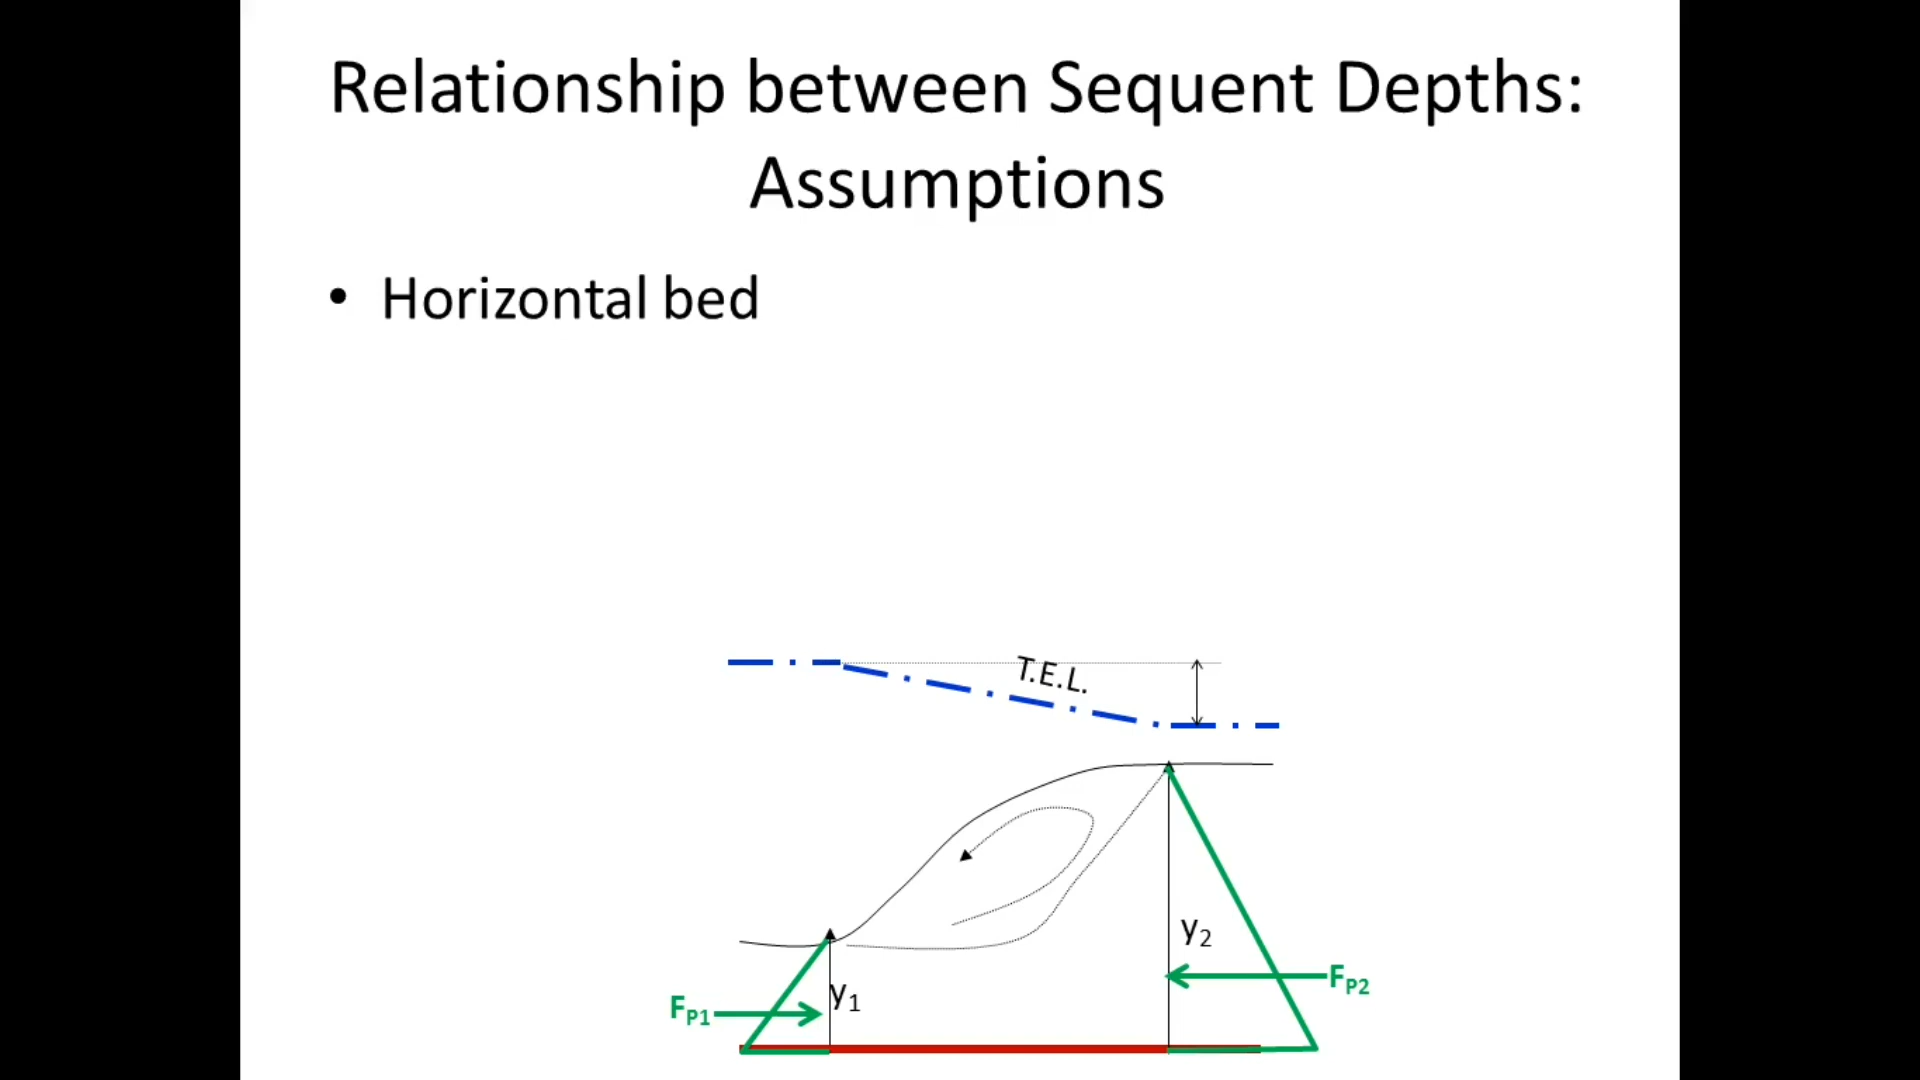 Relationship between Sequent Depths:
Assumptions
• Horizontal bed
T.E.L.
y₂
F_P2
y₁
F_P1